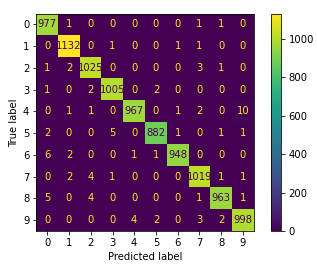 0 977 1 0 0 0 0 0 1 1 0
1 0 1132 0 1 0 0 1 1 0 0
2 1 2 1025 0 0 0 0 3 1 0
3 1 0 2 1005 0 2 0 0 0 0
4 0 1 1 0 967 0 1 2 0 10
5 2 0 0 5 0 882 1 0 1 1
6 6 2 0 0 1 1 948 0 0 0
7 0 2 4 1 0 0 0 1019 1 1
8 5 0 4 0 0 0 0 1 963 1
9 0 0 0 0 4 2 0 3 2 998
0 1 2 3 4 5 6 7 8 9
Predicted label
True label
1000
800
600
400
200
0